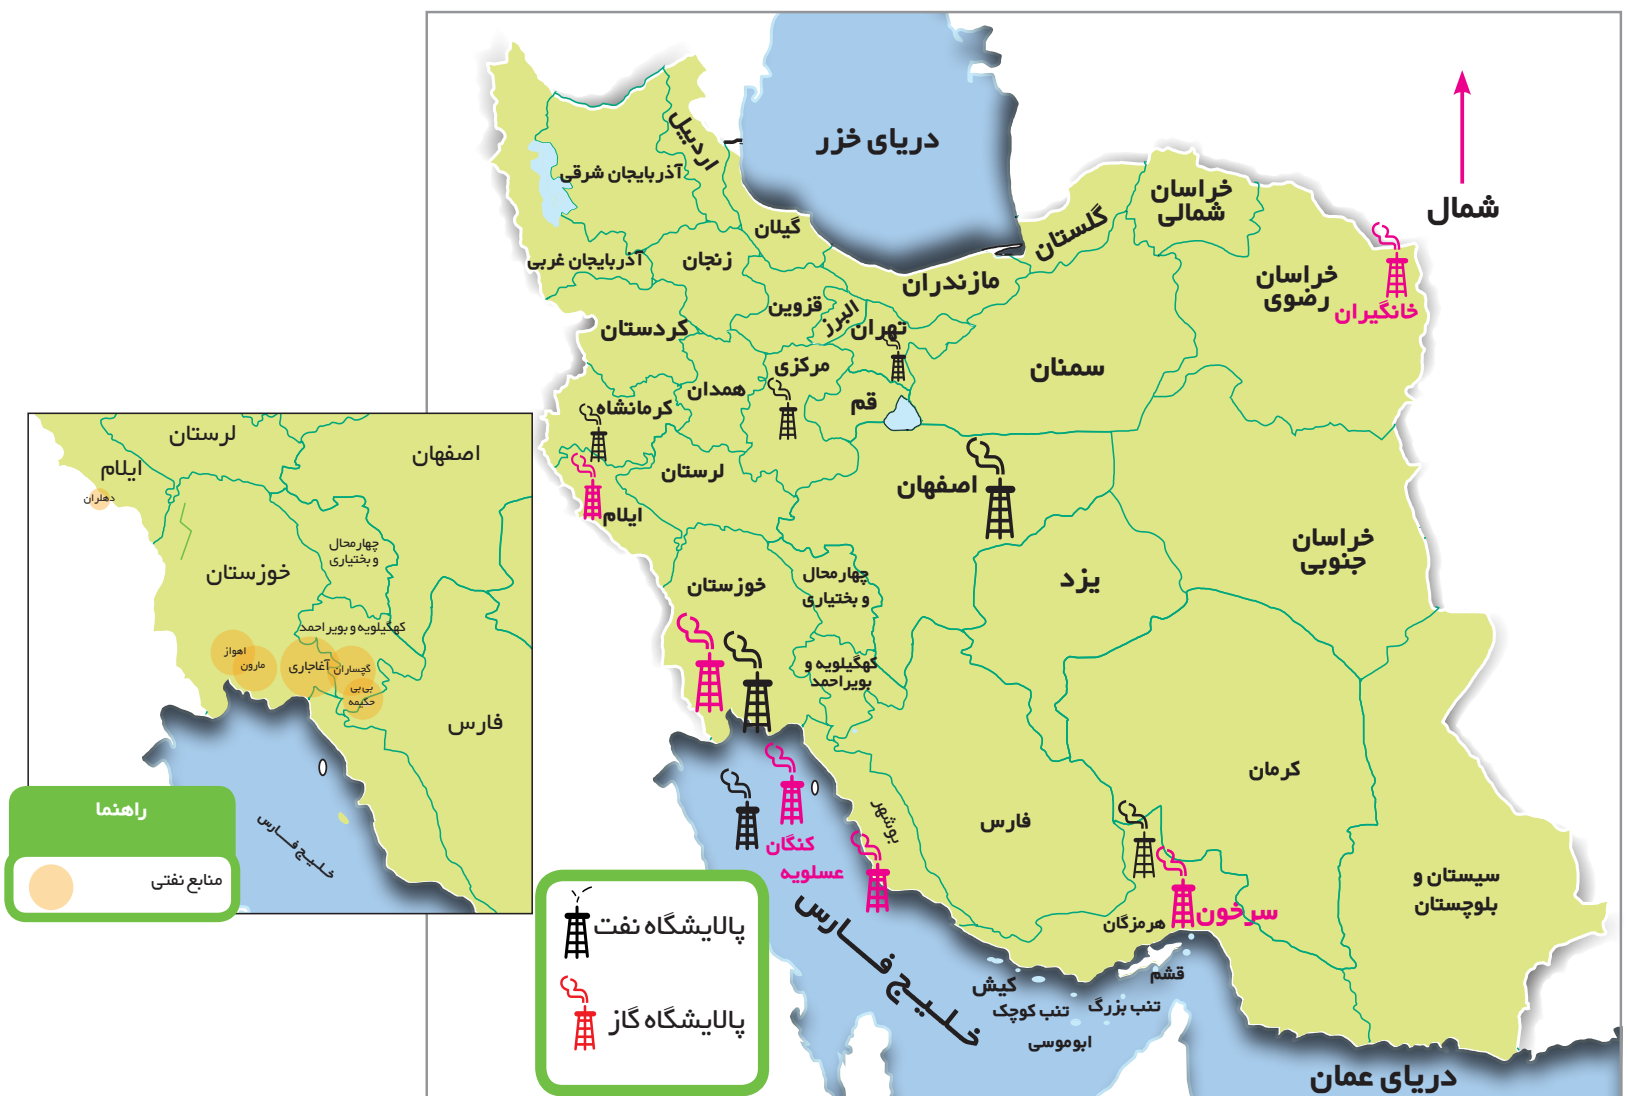 دریای خزر
شمال
اردبیل
آذربایجان شرقی
آذربایجان غربی
گیلان
زنجان
قزوین
البرز
تهران
مازندران
گلستان
خراسان
شمالی
خراسان
رضوی
خانگیران
کردستان
همدان
مرکزی
قم
سمنان
کرمانشاه
لرستان
اصفهان
ایلام
خراسان
جنوبی
یزد
خوزستان
چهارمحال
و بختیاری
کهگیلویه و
بویراحمد
کرمان
فارس
بوشهر
کنگان
عسلویه
سیستان و
بلوچستان
هرمزگان
سرخون
خلیج فارس
قشم
کیش
تنب بزرگ
تنب کوچک
ابوموسی
دریای عمان
پالایشگاه نفت
پالایشگاه گاز
لرستان
اصفهان
ایلام
دهلران
چهارمحال
و بختیاری
خوزستان
کهگیلویه و بویراحمد
اهواز
مارون
آغاجاری
گچساران
بی بی
حکیمه
فارس
خلیج فارس
راهنما
منابع نفتی